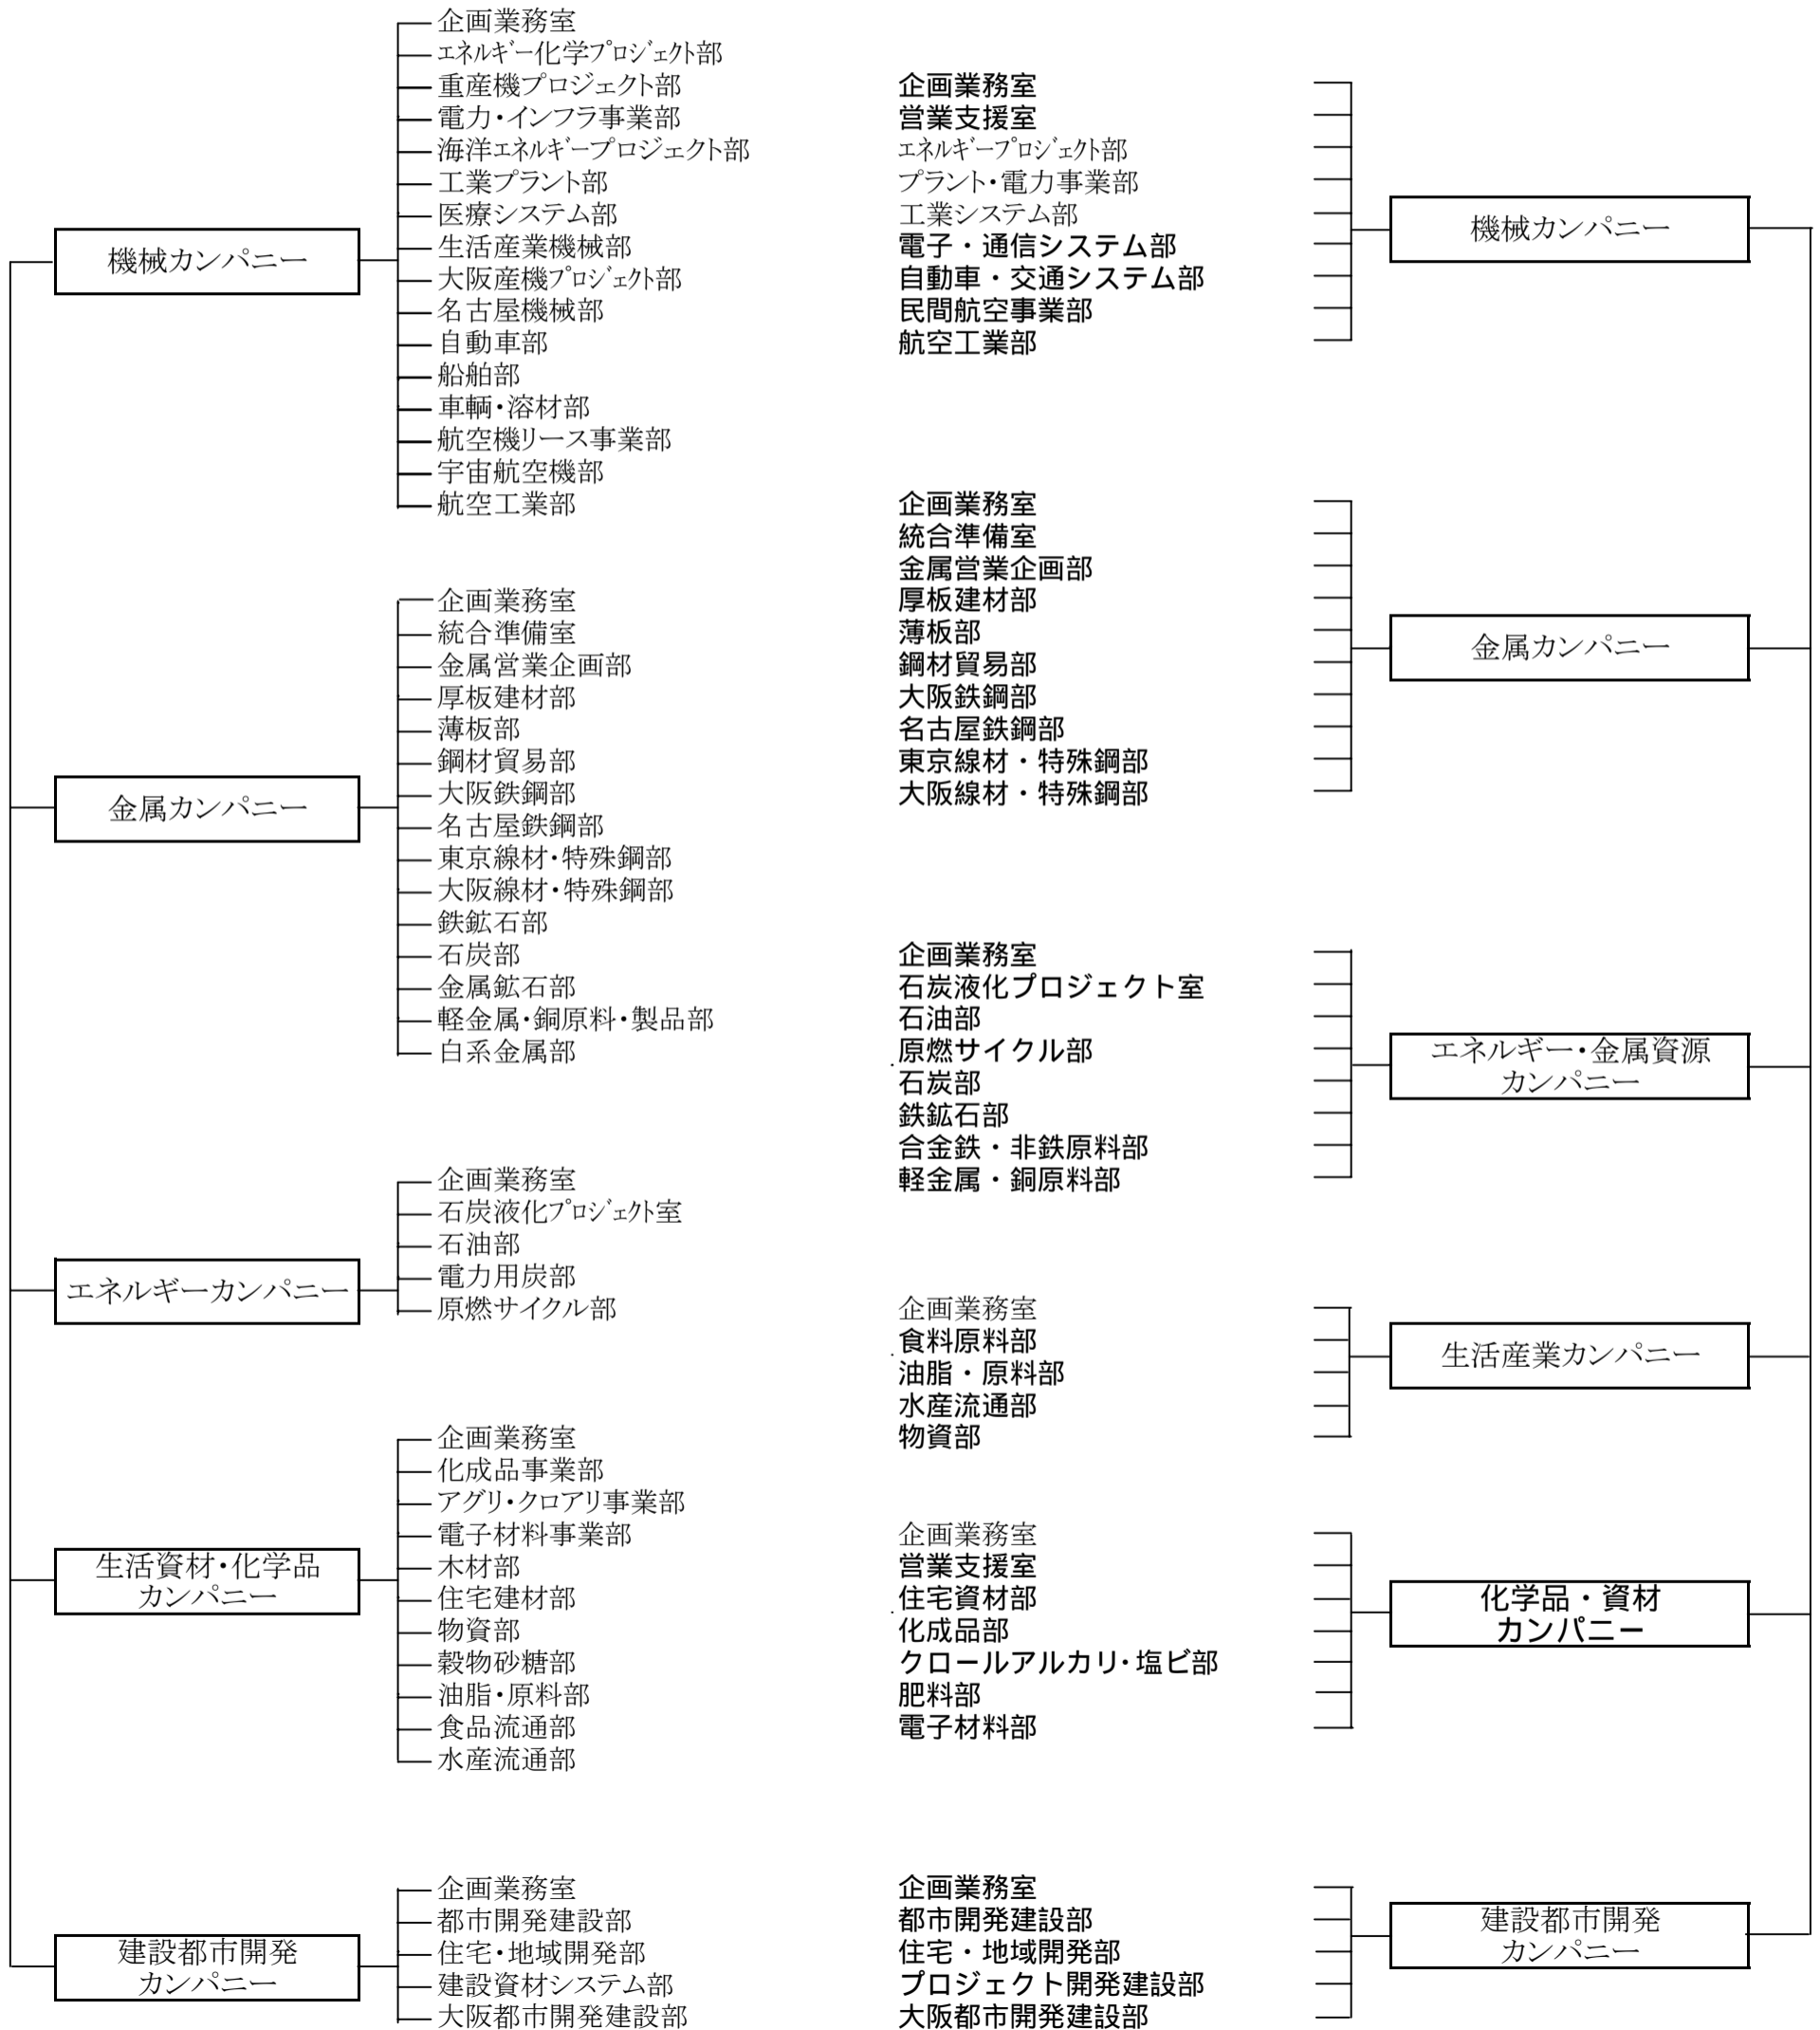 機械カンパニー
企画業務室
エネルギー化学プロジェクト部
重産機プロジェクト部
電力・インフラ事業部
海洋エネルギープロジェクト部
工業プラント部
医療システム部
生活産業機械部
大阪産機プロジェクト部
名古屋機械部
自動車部
船舶部
車輌・溶材部
航空機リース事業部
宇宙航空機部
航空工業部
金属カンパニー
企画業務室
統合準備室
金属営業企画部
厚板建材部
薄板部
鋼材貿易部
大阪鉄鋼部
名古屋鉄鋼部
東京線材・特殊鋼部
大阪線材・特殊鋼部
鉄鉱石部
石炭部
金属鉱石部
軽金属・銅原料・製品部
白系金属部
エネルギーカンパニー
企画業務室
石炭液化プロジェクト室
石油部
電力用炭部
原燃サイクル部
生活資材・化学品
カンパニー
企画業務室
化成品事業部
アグリ・クロアリ事業部
電子材料事業部
木材部
住宅建材部
物資部
穀物砂糖部
油脂・原料部
食品流通部
水産流通部
建設都市開発
カンパニー
企画業務室
都市開発建設部
住宅・地域開発部
建設資材システム部
大阪都市開発建設部
企画業務室
営業支援室
エネルギープロジェクト部
プラント・電力事業部
工業システム部
電子・通信システム部
自動車・交通システム部
民間航空事業部
航空工業部
機械カンパニー
企画業務室
統合準備室
金属営業企画部
厚板建材部
薄板部
鋼材貿易部
大阪鉄鋼部
名古屋鉄鋼部
東京線材・特殊鋼部
大阪線材・特殊鋼部
金属カンパニー
企画業務室
石炭液化プロジェクト室
石油部
原燃サイクル部
石炭部
鉄鉱石部
合金鉄・非鉄原料部
軽金属・銅原料部
エネルギー・金属資源
カンパニー
企画業務室
食料原料部
油脂・原料部
水産流通部
物資部
生活産業カンパニー
企画業務室
営業支援室
住宅資材部
化成品部
クロールアルカリ・塩ビ部
肥料部
電子材料部
化学品・資材
カンパニー
企画業務室
都市開発建設部
住宅・地域開発部
プロジェクト開発建設部
大阪都市開発建設部
建設都市開発
カンパニー